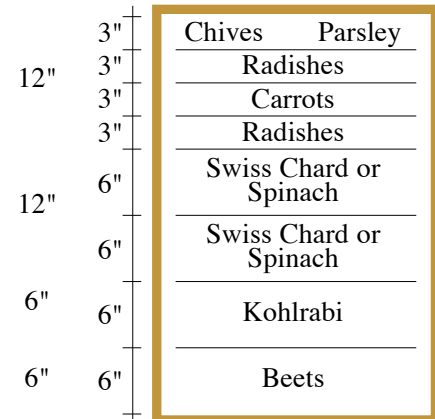 3" Chives Parsley
12" 3" Radishes
3" Carrots
3" Radishes
12" 6" Swiss Chard or
Spinach
6" Swiss Chard or
Spinach
6" 6" Kohlrabi
6" 6" Beets